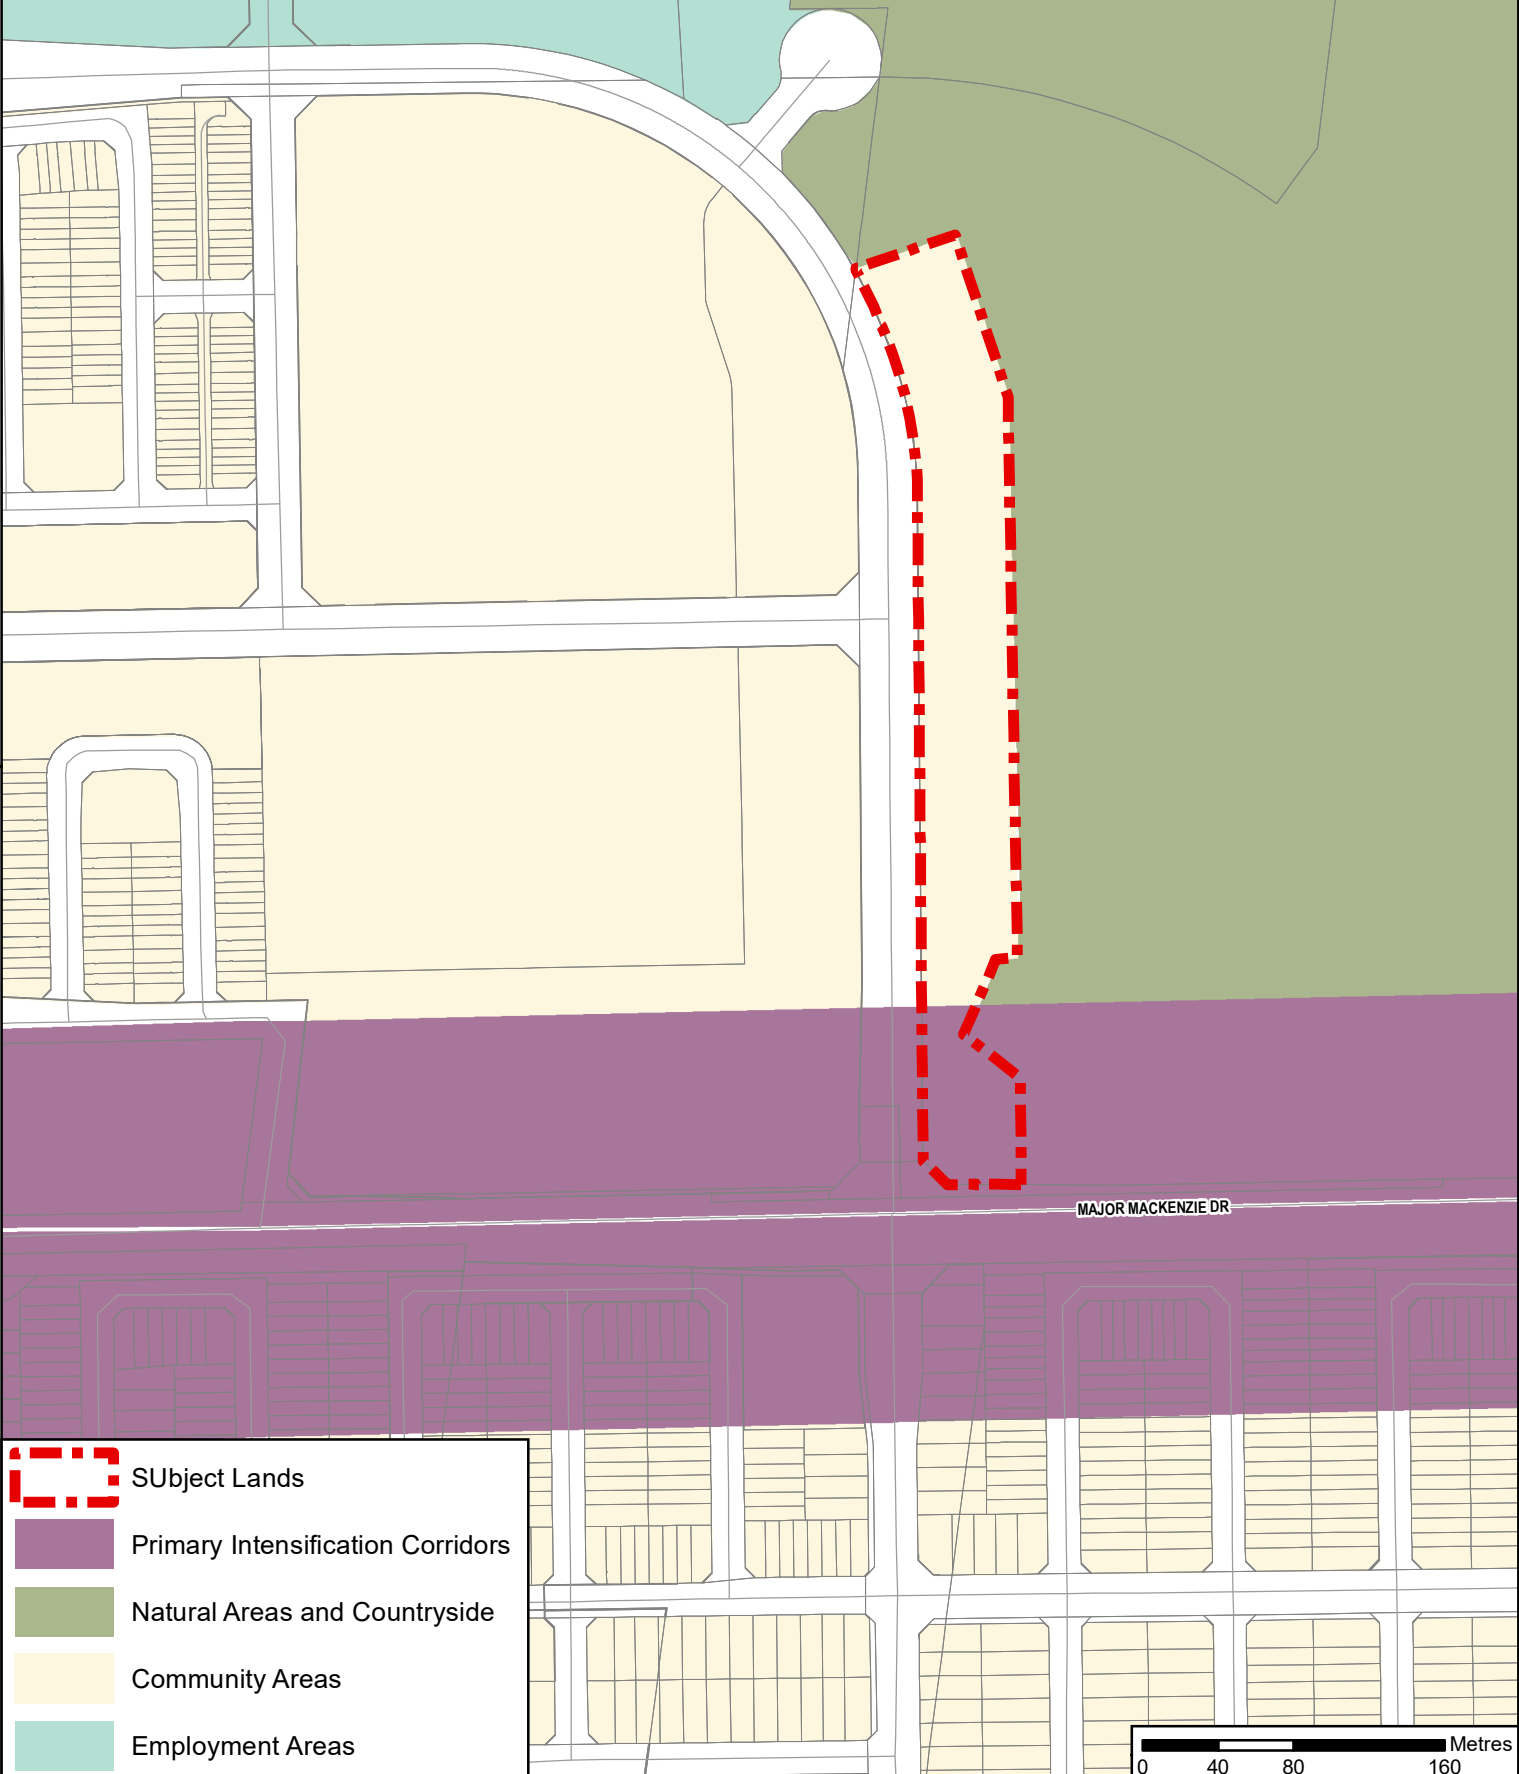 MAJOR MACKENZIE DR
SUbject Lands
Primary Intensification Corridors
Natural Areas and Countryside
Community Areas
Employment Areas
Metres
0 40 80 160